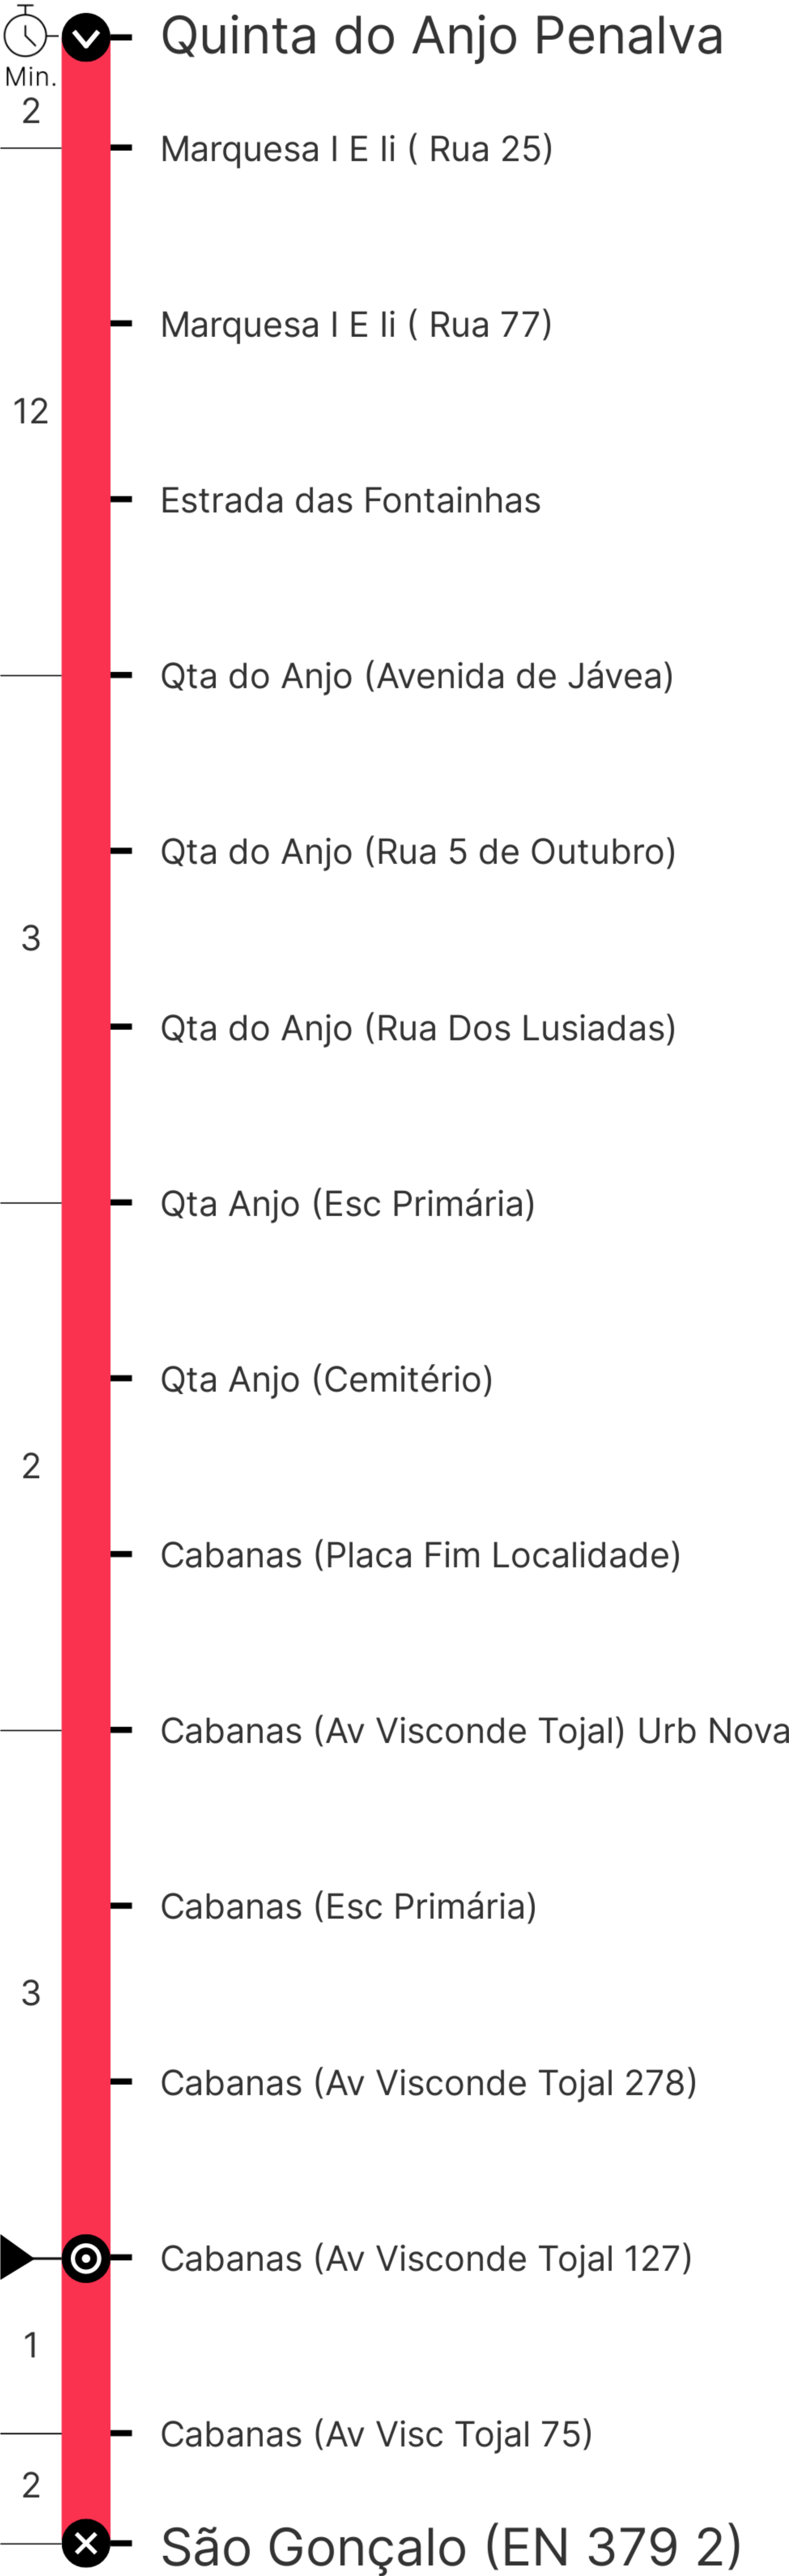 Quinta do Anjo Penalva
Min.
2
Marquesa I E Ii ( Rua 25)
Marquesa I E Ii ( Rua 77)
12
Estrada das Fontainhas
Qta do Anjo (Avenida de Jávea)
Qta do Anjo (Rua 5 de Outubro)
3
Qta do Anjo (Rua Dos Lusiadas)
Qta Anjo (Esc Primária)
Qta Anjo (Cemitério)
2
Cabanas (Placa Fim Localidade)
Cabanas (Av Visconde Tojal) Urb Nova
Cabanas (Esc Primária)
3
Cabanas (Av Visconde Tojal 278)
Cabanas (Av Visconde Tojal 127)
1
Cabanas (Av Visc Tojal 75)
2
São Gonçalo (EN 379 2)